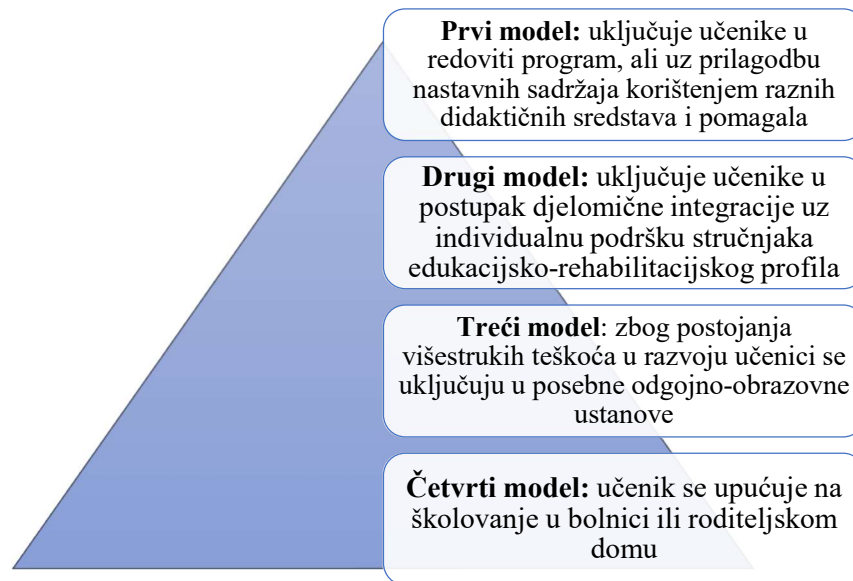 Prvi model: uključuje učenike u
redoviti program, ali uz prilagodbu
nastavnih sadržaja korištenjem raznih
didaktičnih sredstava i pomagala
Drugi model: uključuje učenike u
postupak djelomične integracije uz
individualnu podršku stručnjaka
edukacijsko-rehabilitacijskog profila
Treći model: zbog postojanja
višestrukih teškoća u razvoju učenici se
uključuju u posebne odgojno-obrazovne
ustanove
Četvrti model: učenik se upućuje na
školovanje u bolnici ili roditeljskom
domu